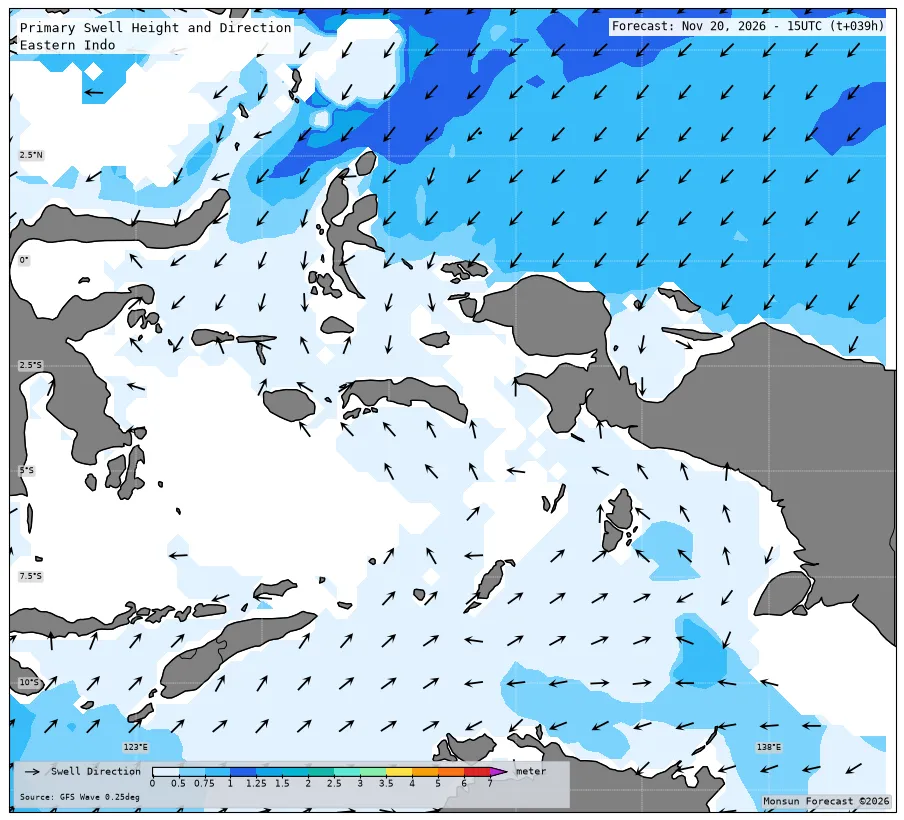 Primary Swell Height and Direction
Eastern Indo
Forecast: Nov 20, 2026 - 15UTC (t+039h)
2.5°N
0°
2.5°S
5°S
7.5°S
10°S
123°E
138°E
Swell Direction
meter
0 0.5 0.75 1 1.25 1.5 2 2.5 3 3.5 4 5 6 7
Source: GFS Wave 0.25deg
Monsun Forecast ©2026